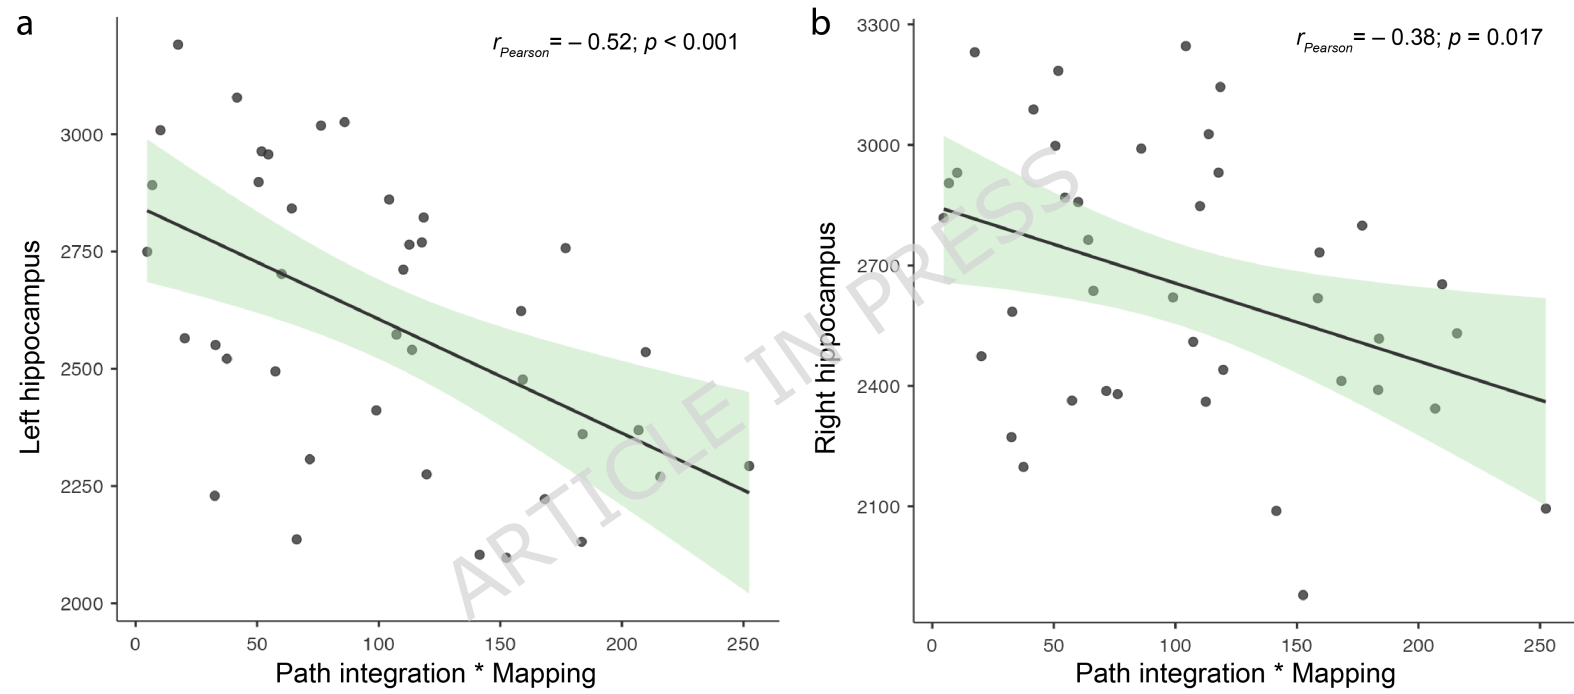 a
r Pearson = – 0.52; p < 0.001
Left hippocampus
3000
2750
2500
2250
2000
0 50 100 150 200 250
Path integration * Mapping
b
r Pearson = – 0.38; p = 0.017
Right hippocampus
3300
3000
2700
2400
2100
0 50 100 150 200 250
Path integration * Mapping
ARTICLE IN PRESS